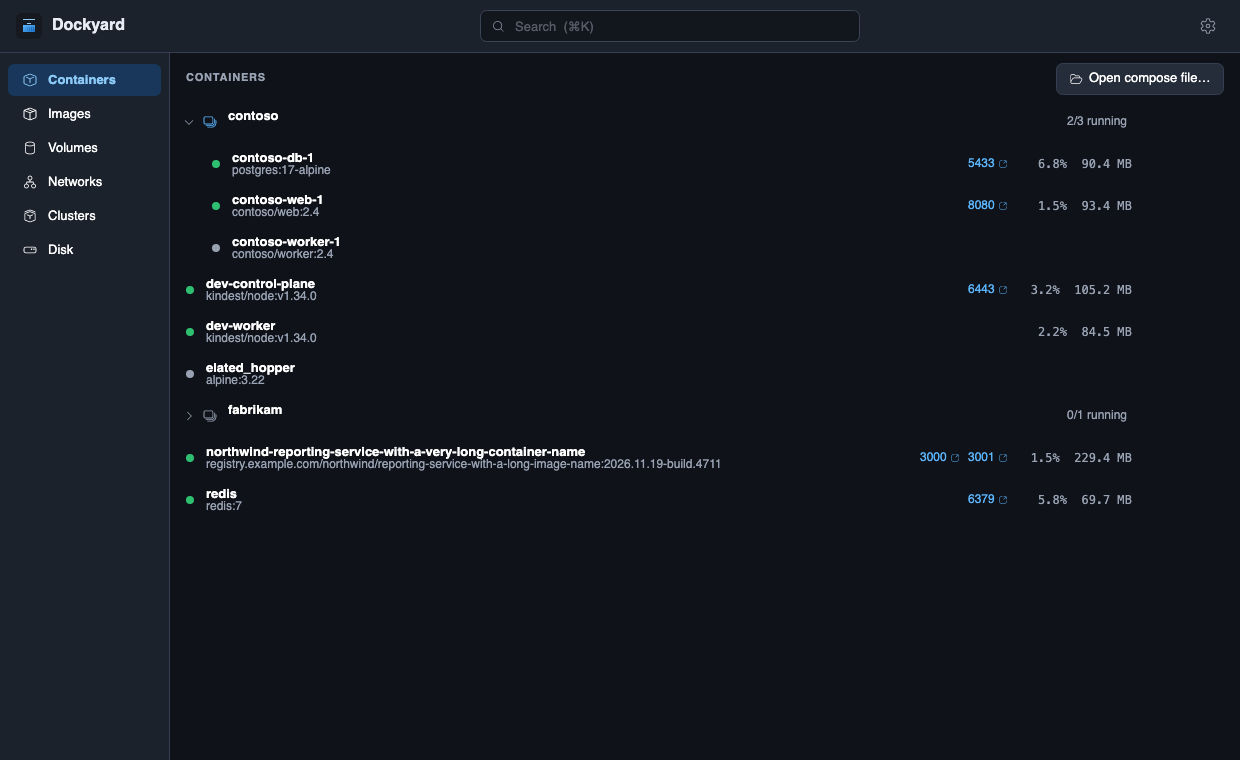 Dockyard
Search (⌘K)
Containers
Images
Volumes
Networks
Clusters
Disk
CONTAINERS
Open compose file…
contoso
2/3 running
contoso-db-1
postgres:17-alpine
5433
6.8% 90.4 MB
contoso-web-1
contoso/web:2.4
8080
1.5% 93.4 MB
contoso-worker-1
contoso/worker:2.4
dev-control-plane
kindest/node:v1.34.0
6443
3.2% 105.2 MB
dev-worker
kindest/node:v1.34.0
2.2% 84.5 MB
elated_hopper
alpine:3.22
fabrikam
0/1 running
northwind-reporting-service-with-a-very-long-container-name
registry.example.com/northwind/reporting-service-with-a-long-image-name:2026.11.19-build.4711
3000 3001
1.5% 229.4 MB
redis
redis:7
6379
5.8% 69.7 MB